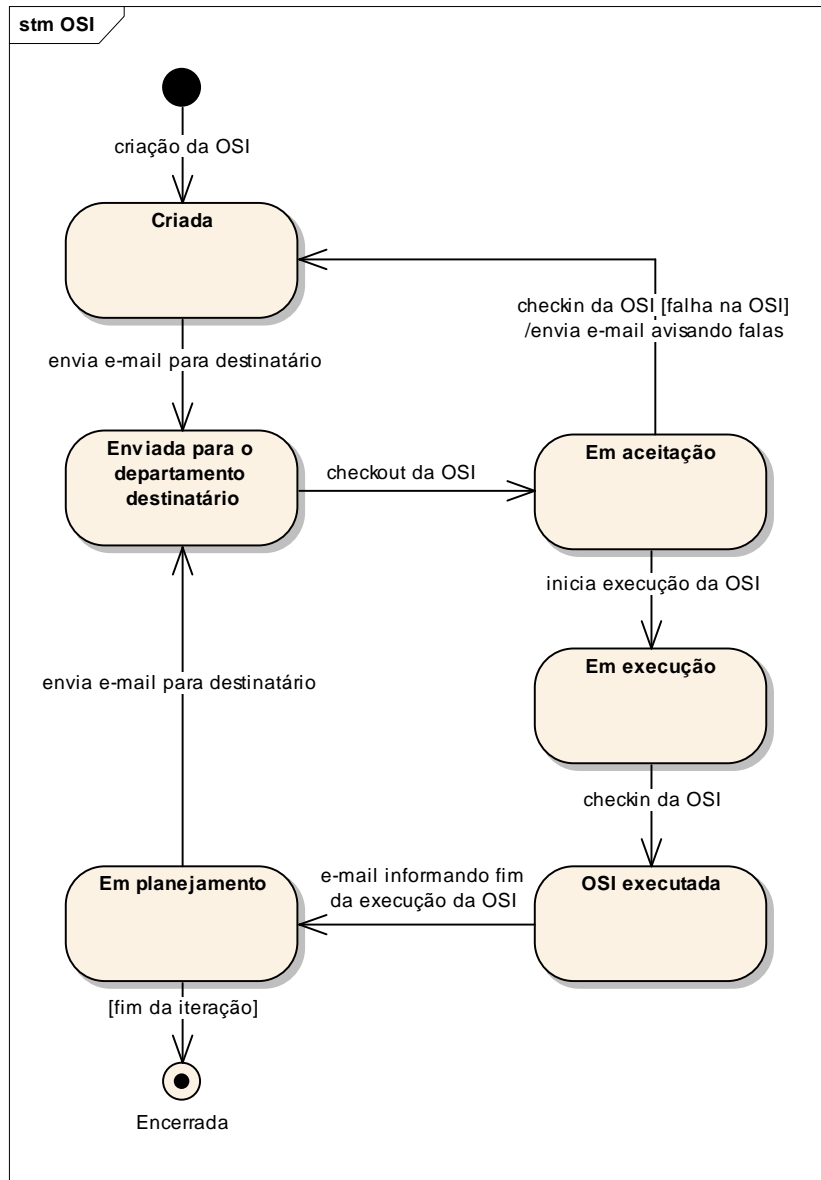 stm OSI
criação da OSI
Criada
checkin da OSI [falha na OSI]
/envia e-mail avisando falas
envia e-mail para destinatário
Enviada para o
departamento
destinatário
checkout da OSI
Em aceitação
inicia execução da OSI
Em execução
envia e-mail para destinatário
checkin da OSI
Em planejamento
e-mail informando fim
da execução da OSI
OSI executada
[fim da iteração]
Encerrada